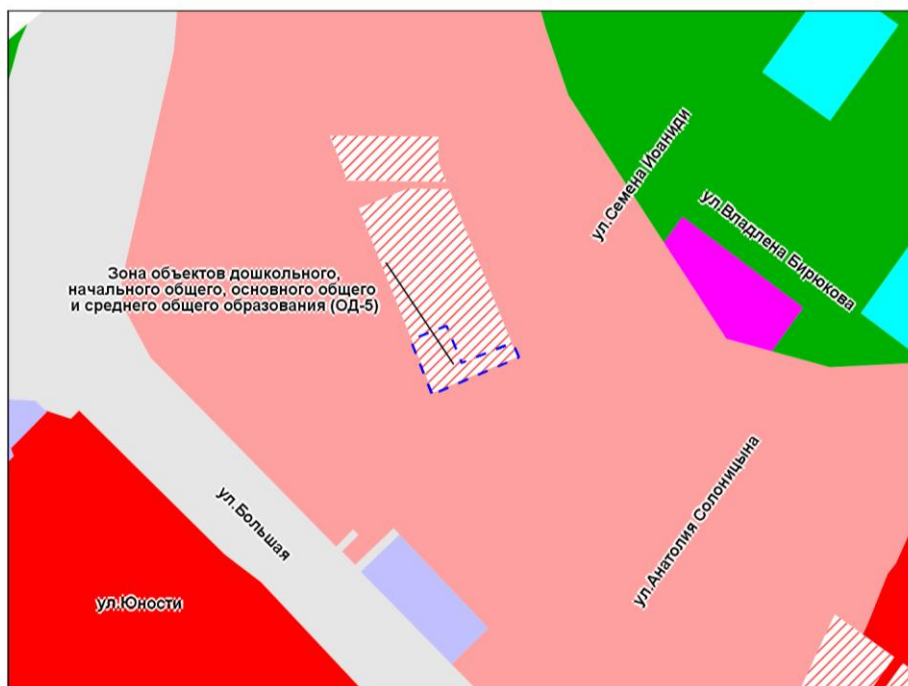 ул.Семена Иоаниди
ул.Владлена Бирюкова
Зона объектов дошкольного,
начального общего, основного общего
и среднего общего образования (ОД-5)
ул.Анатолия Солоницына
ул.Большая
ул.Юности